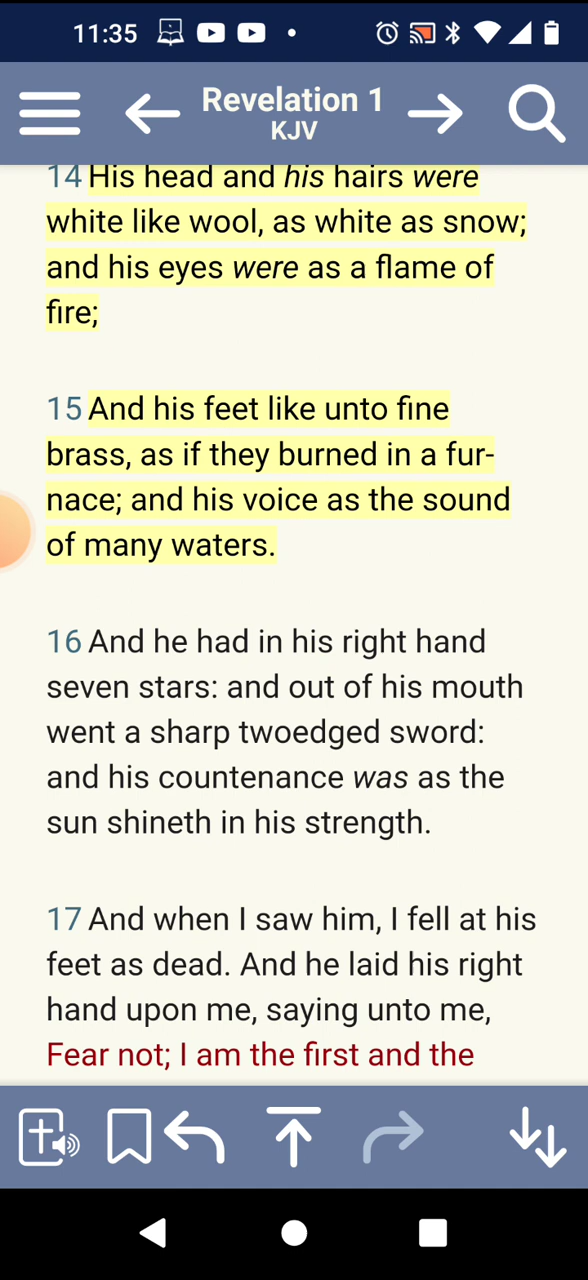 11:35
Revelation 1
KJV
14 His head and his hairs were
white like wool, as white as snow;
and his eyes were as a flame of
fire;
15 And his feet like unto fine
brass, as if they burned in a fur-
nace; and his voice as the sound
of many waters.
16 And he had in his right hand
seven stars: and out of his mouth
went a sharp twoedged sword:
and his countenance was as the
sun shineth in his strength.
17 And when I saw him, I fell at his
feet as dead. And he laid his right
hand upon me, saying unto me,
Fear not; I am the first and the